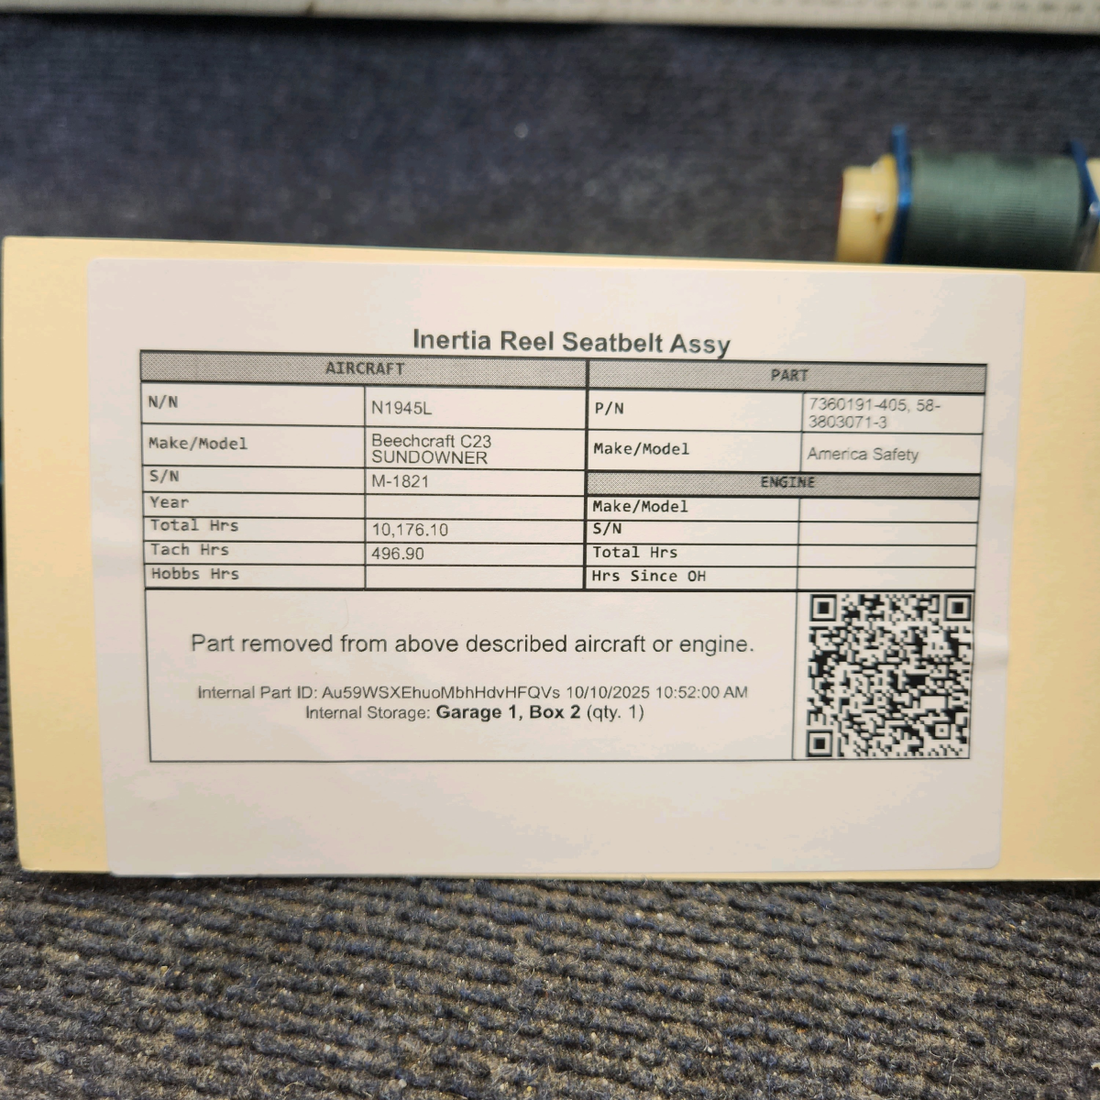 Inertia Reel Seatbelt Assy
AIRCRAFT
N/N N1945L
Make/Model Beechcraft C23
SUNDOWNER
S/N M-1821
Year
Total Hrs 10,176.10
Tach Hrs 496.90
Hobbs Hrs
PART
P/N 7360191-405, 58-
3803071-3
Make/Model America Safety
ENGINE
Make/Model
S/N
Total Hrs
Hrs Since OH
Part removed from above described aircraft or engine.
Internal Part ID: Au59WSXEhuoMbhHdvHFQVs 10/10/2025 10:52:00 AM
Internal Storage: Garage 1, Box 2 (qty. 1)